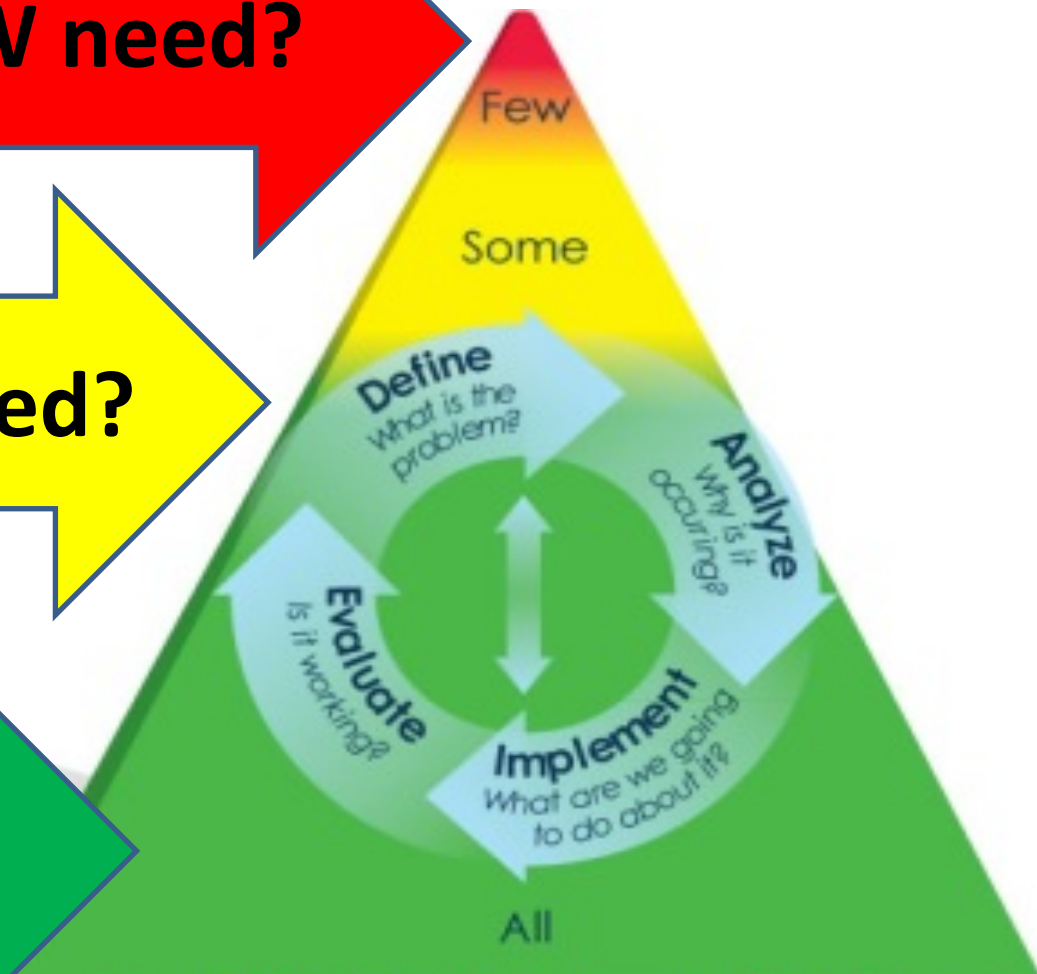 W need?
Few
Some
ed?
Define
What is the
problem?
Analyze
Why is it
occuring?
Implement
What are we going
to do about it?
Evaluate
Is it working?
All